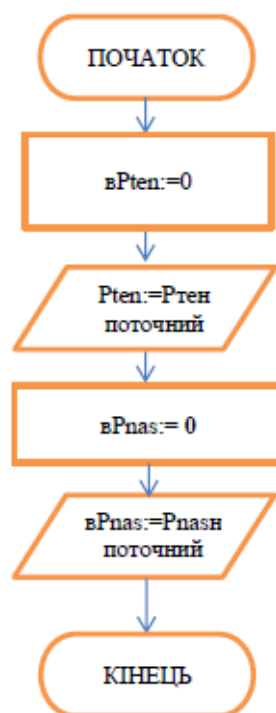 ПОЧАТОК
вPten:=0
Pten:=Pтен
поточний
вPnas:= 0
вPnas:=Pnasн
поточний
КІНЕЦЬ